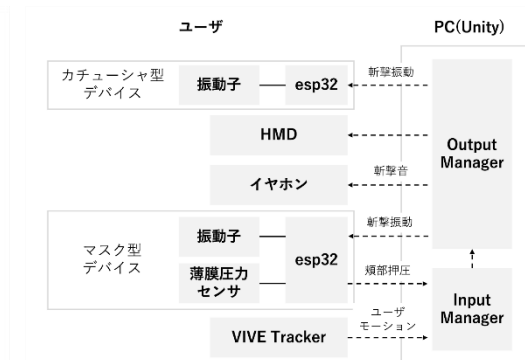 ユーザ
PC(Unity)
カチューシャ型
デバイス
振動子
esp32
斬撃振動
HMD
Output
Manager
イヤホン
斬撃音
マスク型
デバイス
振動子
esp32
斬撃振動
薄膜圧力
センサ
頬部押圧
Input
Manager
VIVE Tracker
ユーザ
モーション